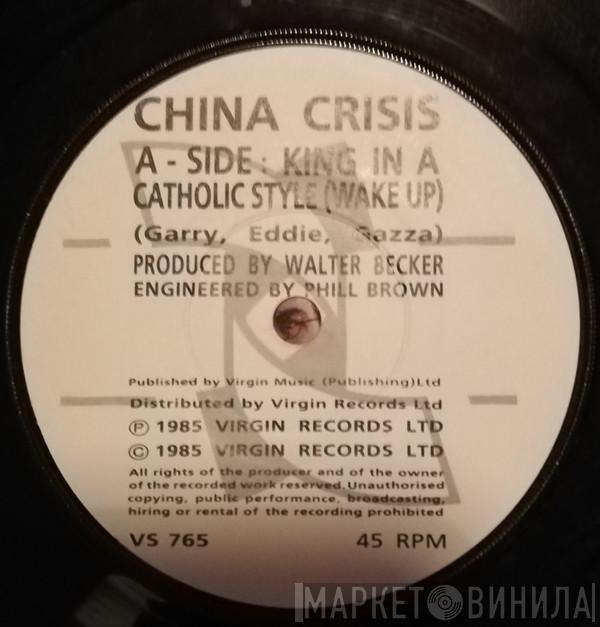 CHINA CRISIS
A - SIDE: KING IN A
CATHOLIC STYLE (WAKE UP)
(Garry, Eddie, Gazza)
PRODUCED BY WALTER BECKER
ENGINEERED BY PHILL BROWN
Published by Virgin Music (Publishing)Ltd
Distributed by Virgin Records Ltd
Ⓟ 1985 VIRGIN RECORDS LTD
© 1985 VIRGIN RECORDS LTD
All rights of the producer and of the owner
of the recorded work reserved. Unauthorised
copying, public performance, broadcasting,
hiring or rental of the recording prohibited
VS 765 45 RPM
МАРКЕТ ВИНИЛА